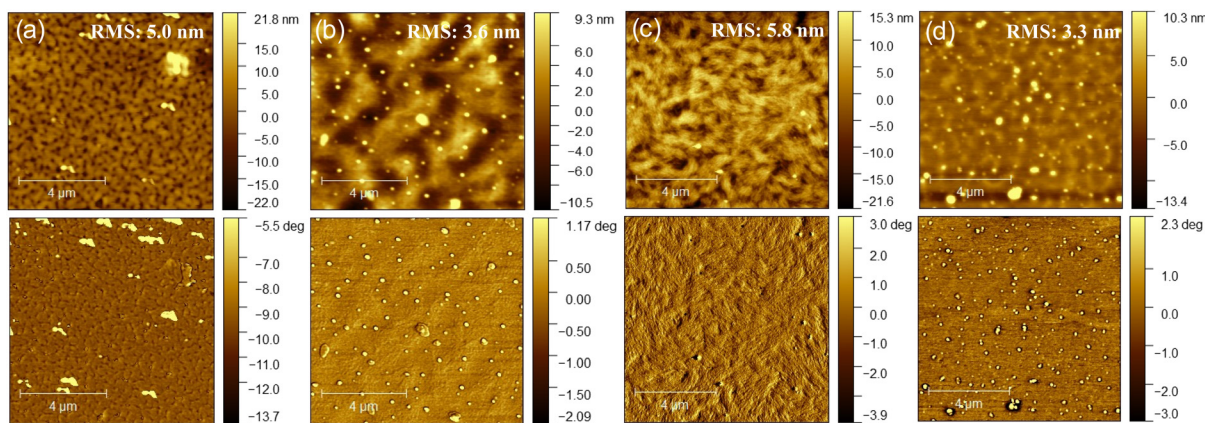 (a) RMS: 5.0 nm
4 µm
21.8 nm
15.0
10.0
5.0
0.0
−5.0
−10.0
−15.0
−22.0
(b) RMS: 3.6 nm
4 µm
9.3 nm
6.0
4.0
2.0
0.0
−2.0
−4.0
−6.0
−10.5
(c) RMS: 5.8 nm
4 µm
15.3 nm
10.0
5.0
0.0
−5.0
−10.0
−15.0
−21.6
(d) RMS: 3.3 nm
4 µm
10.3 nm
5.0
0.0
−5.0
−13.4
4 µm
−5.5 deg
−7.0
−8.0
−9.0
−10.0
−11.0
−12.0
−13.7
4 µm
1.17 deg
0.50
0.00
−0.50
−1.00
−1.50
−2.09
4 µm
3.0 deg
2.0
1.0
0.0
−1.0
−2.0
−3.9
4 µm
2.3 deg
1.0
0.0
−1.0
−2.0
−3.0